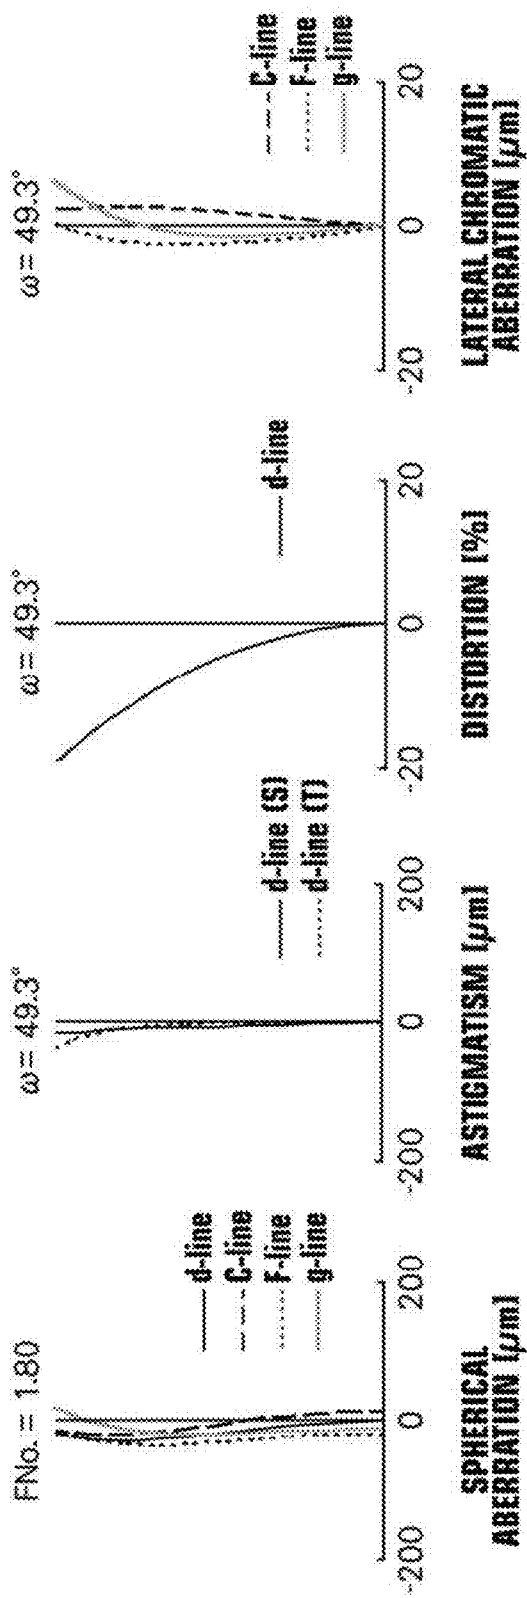 FNo. = 1.80
d-line
C-line
F-line
g-line
-200
0
200
SPHERICAL
ABERRATION [μm]
ω= 49.3°
d-line (S)
d-line (T)
-200
0
200
ASTIGMATISM [μm]
ω= 49.3°
d-line
-20
0
20
DISTORTION [%]
ω= 49.3°
C-line
F-line
g-line
-20
0
20
LATERAL CHROMATIC
ABERRATION [μm]